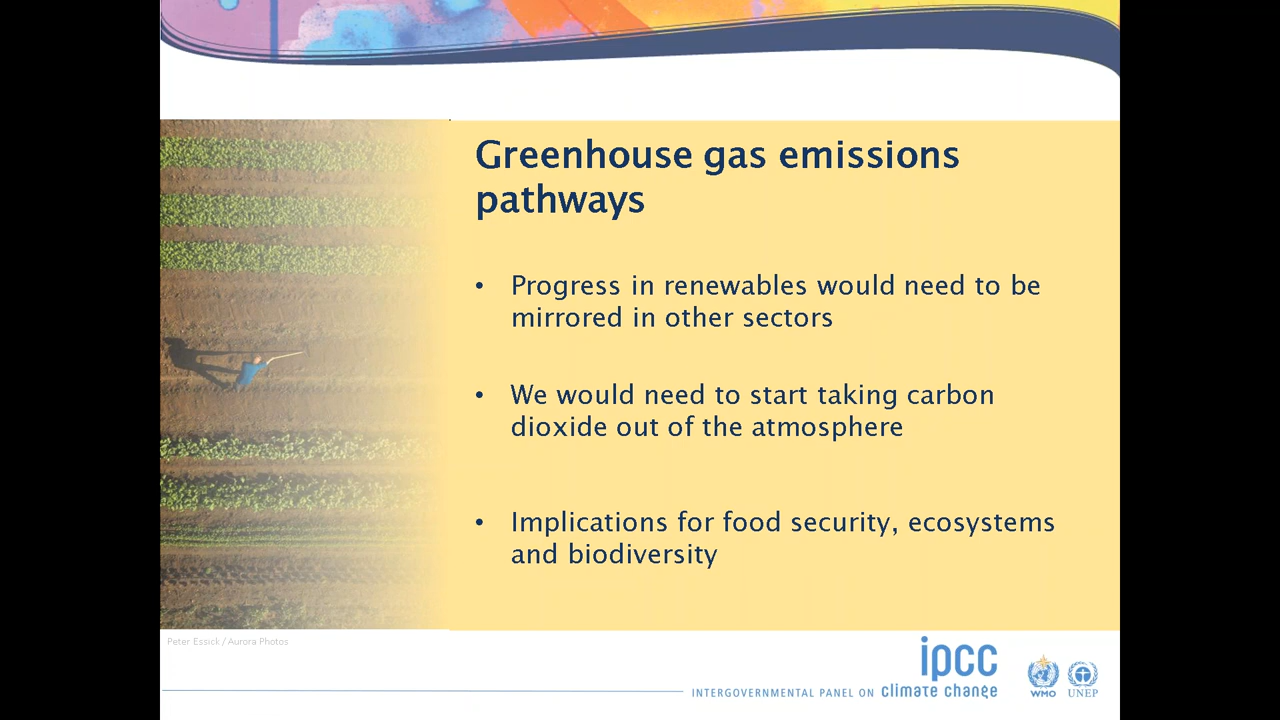 Greenhouse gas emissions
pathways
• Progress in renewables would need to be
mirrored in other sectors
• We would need to start taking carbon
dioxide out of the atmosphere
• Implications for food security, ecosystems
and biodiversity
Peter Essick / Aurora Photos
ipcc
INTERGOVERNMENTAL PANEL ON climate change
WMO
UNEP